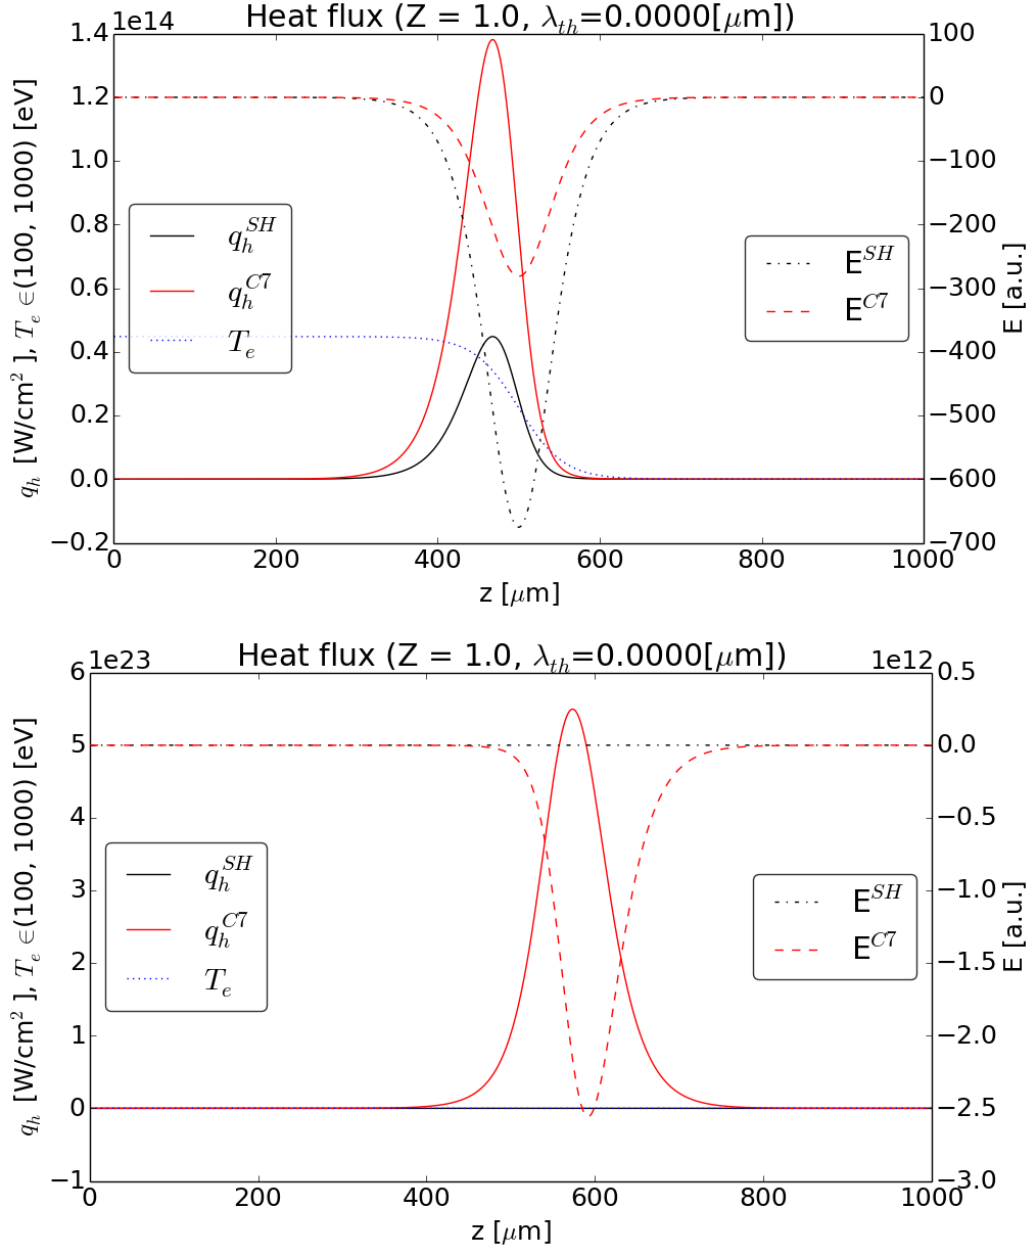 Heat flux (Z = 1.0, λ_th=0.0000[μm])
1e14
q_h [W/cm² ], T_e ∈(100, 1000) [eV]
1.4
1.2
1.0
0.8
0.6
0.4
0.2
0.0
−0.2
q_h^SH
q_h^C7
T_e
E^SH
E^C7
100
0
−100
−200
−300
−400
−500
−600
−700
E [a.u.]
0 200 400 600 800 1000
z [μm]
Heat flux (Z = 1.0, λ_th=0.0000[μm])
1e23
1e12
q_h [W/cm² ], T_e ∈(100, 1000) [eV]
6
5
4
3
2
1
0
−1
q_h^SH
q_h^C7
T_e
E^SH
E^C7
0.5
0.0
−0.5
−1.0
−1.5
−2.0
−2.5
−3.0
E [a.u.]
0 200 400 600 800 1000
z [μm]